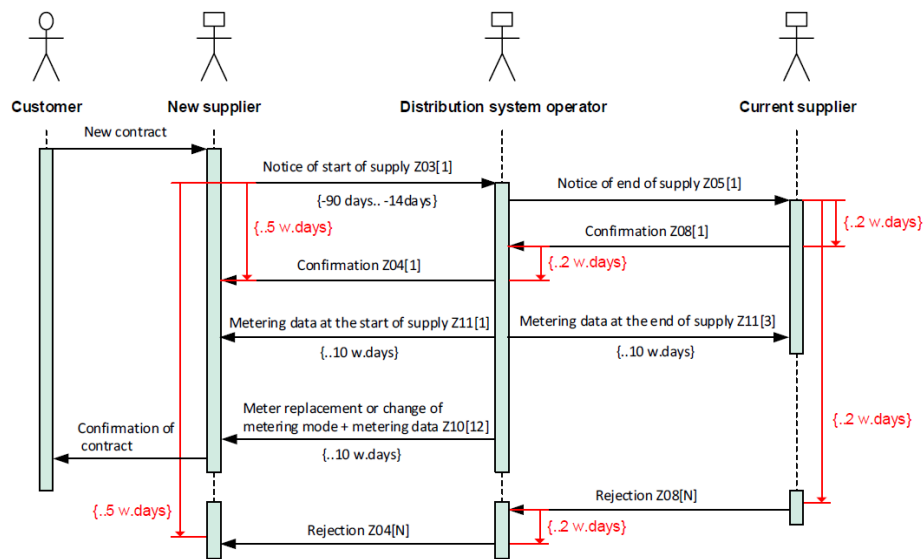 Customer
New supplier
Distribution system operator
Current supplier
New contract
Notice of start of supply Z03[1]
{-90 days.. -14days}
Notice of end of supply Z05[1]
{..5 w.days}
{..2 w.days}
Confirmation Z08[1]
Confirmation Z04[1]
{..2 w.days}
Metering data at the start of supply Z11[1]
{..10 w.days}
Metering data at the end of supply Z11[3]
{..10 w.days}
Meter replacement or change of
metering mode + metering data Z10[12]
{..10 w.days}
Confirmation of
contract
{..2 w.days}
Rejection Z08[N]
{..5 w.days}
Rejection Z04[N]
{..2 w.days}